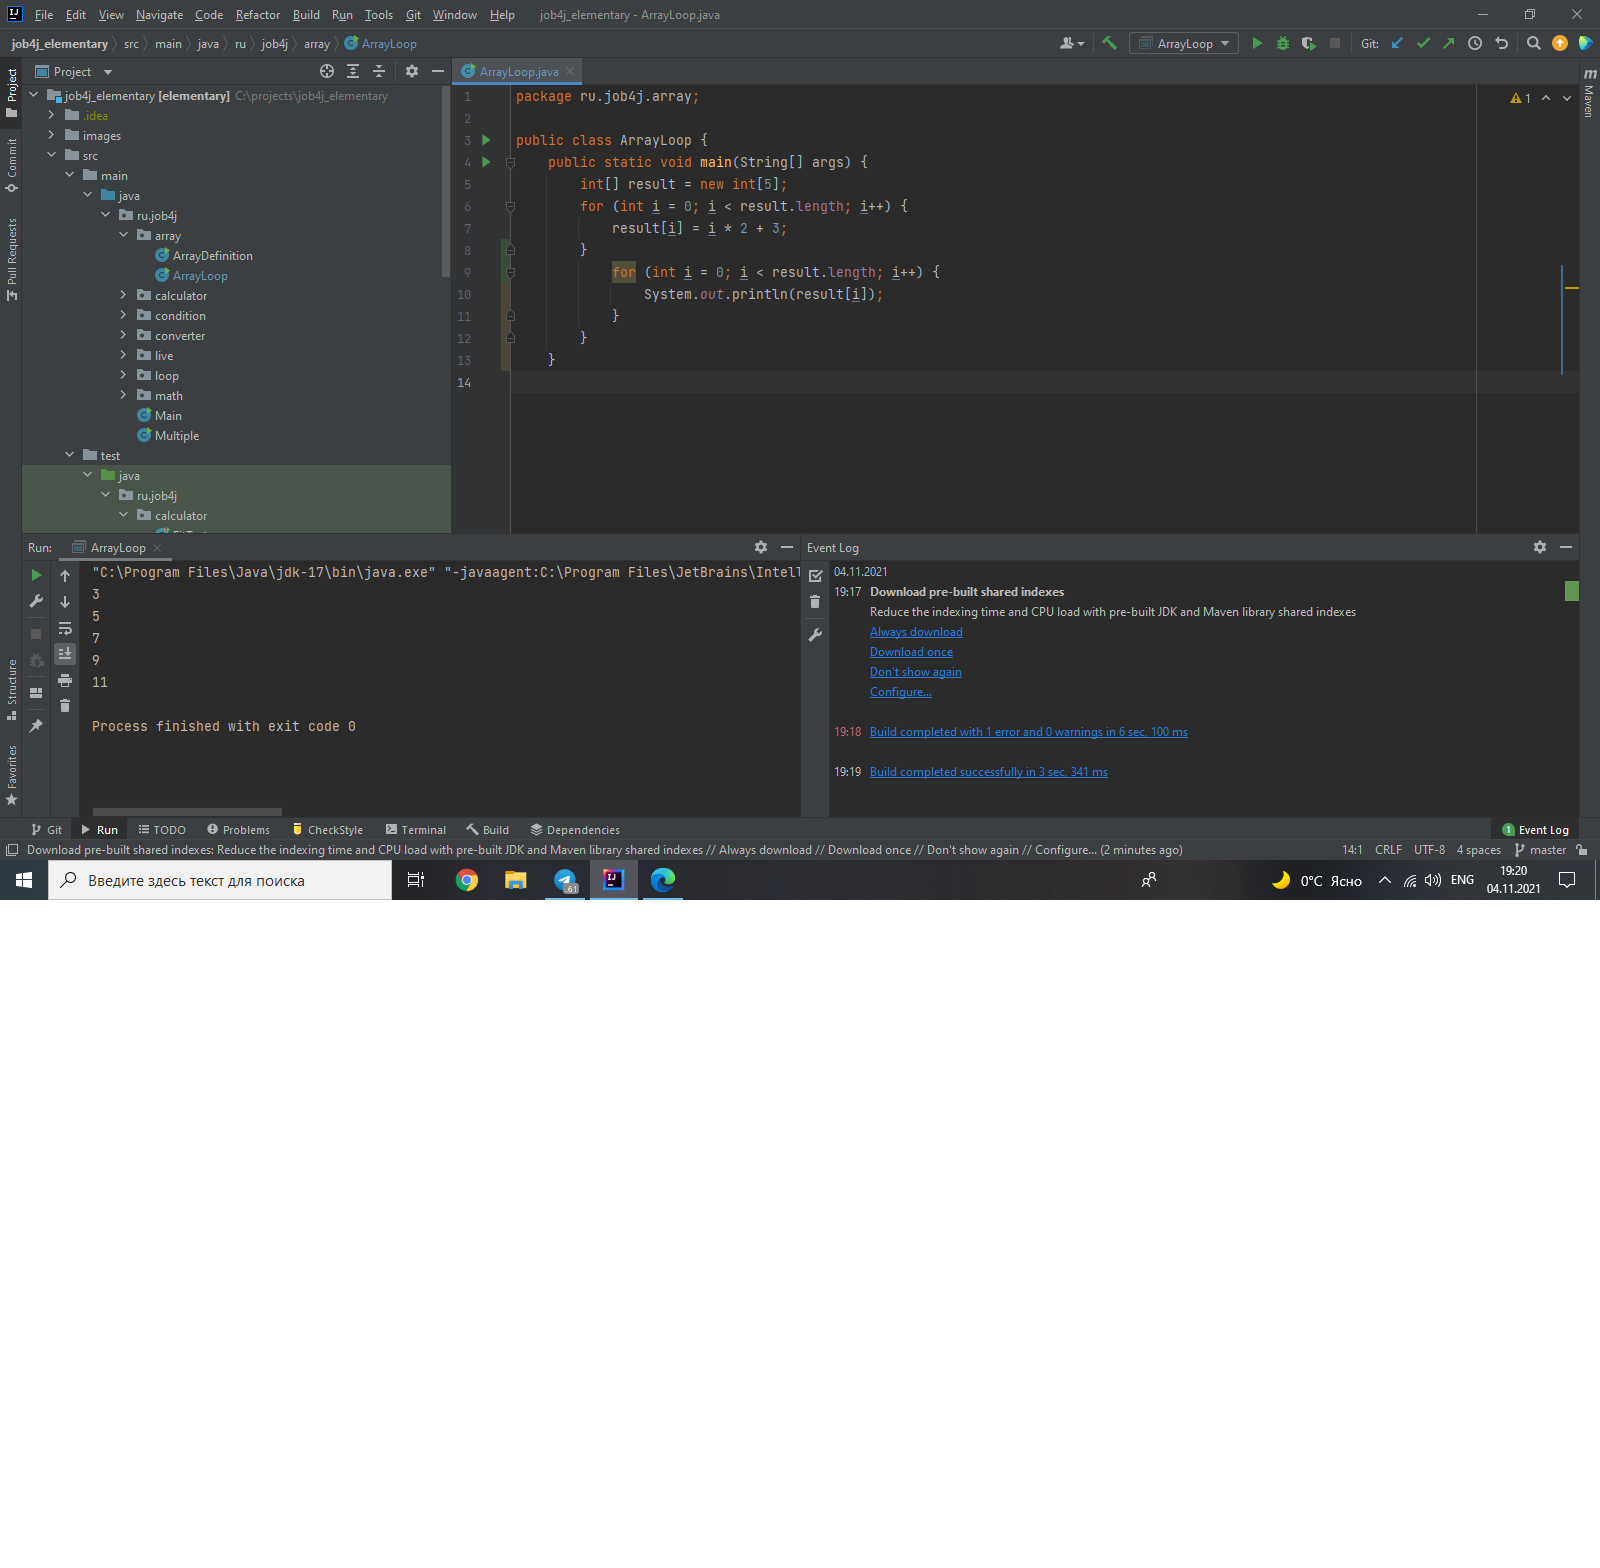 File Edit View Navigate Code Refactor Build Run Tools Git Window Help job4j_elementary - ArrayLoop.java
job4j_elementary src main java ru job4j array ArrayLoop
ArrayLoop
Git:
Project
ArrayLoop.java
Project
Commit
Pull Requests
Structure
Favorites
m Maven
job4j_elementary [elementary] C:\projects\job4j_elementary
.idea
images
src
main
java
ru.job4j
array
ArrayDefinition
ArrayLoop
calculator
condition
converter
live
loop
math
Main
Multiple
test
java
ru.job4j
calculator
1 package ru.job4j.array;
2
3 public class ArrayLoop {
4 public static void main(String[] args) {
5 int[] result = new int[5];
6 for (int i = 0; i < result.length; i++) {
7 result[i] = i * 2 + 3;
8 }
9 for (int i = 0; i < result.length; i++) {
10 System.out.println(result[i]);
11 }
12 }
13 }
14
1
Run: ArrayLoop
"C:\Program Files\Java\jdk-17\bin\java.exe" "-javaagent:C:\Program Files\JetBrains\Intel
3
5
7
9
11
Process finished with exit code 0
Event Log
04.11.2021
19:17 Download pre-built shared indexes
Reduce the indexing time and CPU load with pre-built JDK and Maven library shared indexes
Always download
Download once
Don't show again
Configure...
19:18 Build completed with 1 error and 0 warnings in 6 sec, 100 ms
19:19 Build completed successfully in 3 sec, 341 ms
Git Run TODO Problems CheckStyle Terminal Build Dependencies
1 Event Log
Download pre-built shared indexes: Reduce the indexing time and CPU load with pre-built JDK and Maven library shared indexes // Always download // Download once // Don't show again // Configure... (2 minutes ago)
14:1 CRLF UTF-8 4 spaces master
Введите здесь текст для поиска
.61
0°C Ясно
ENG
19:20
04.11.2021